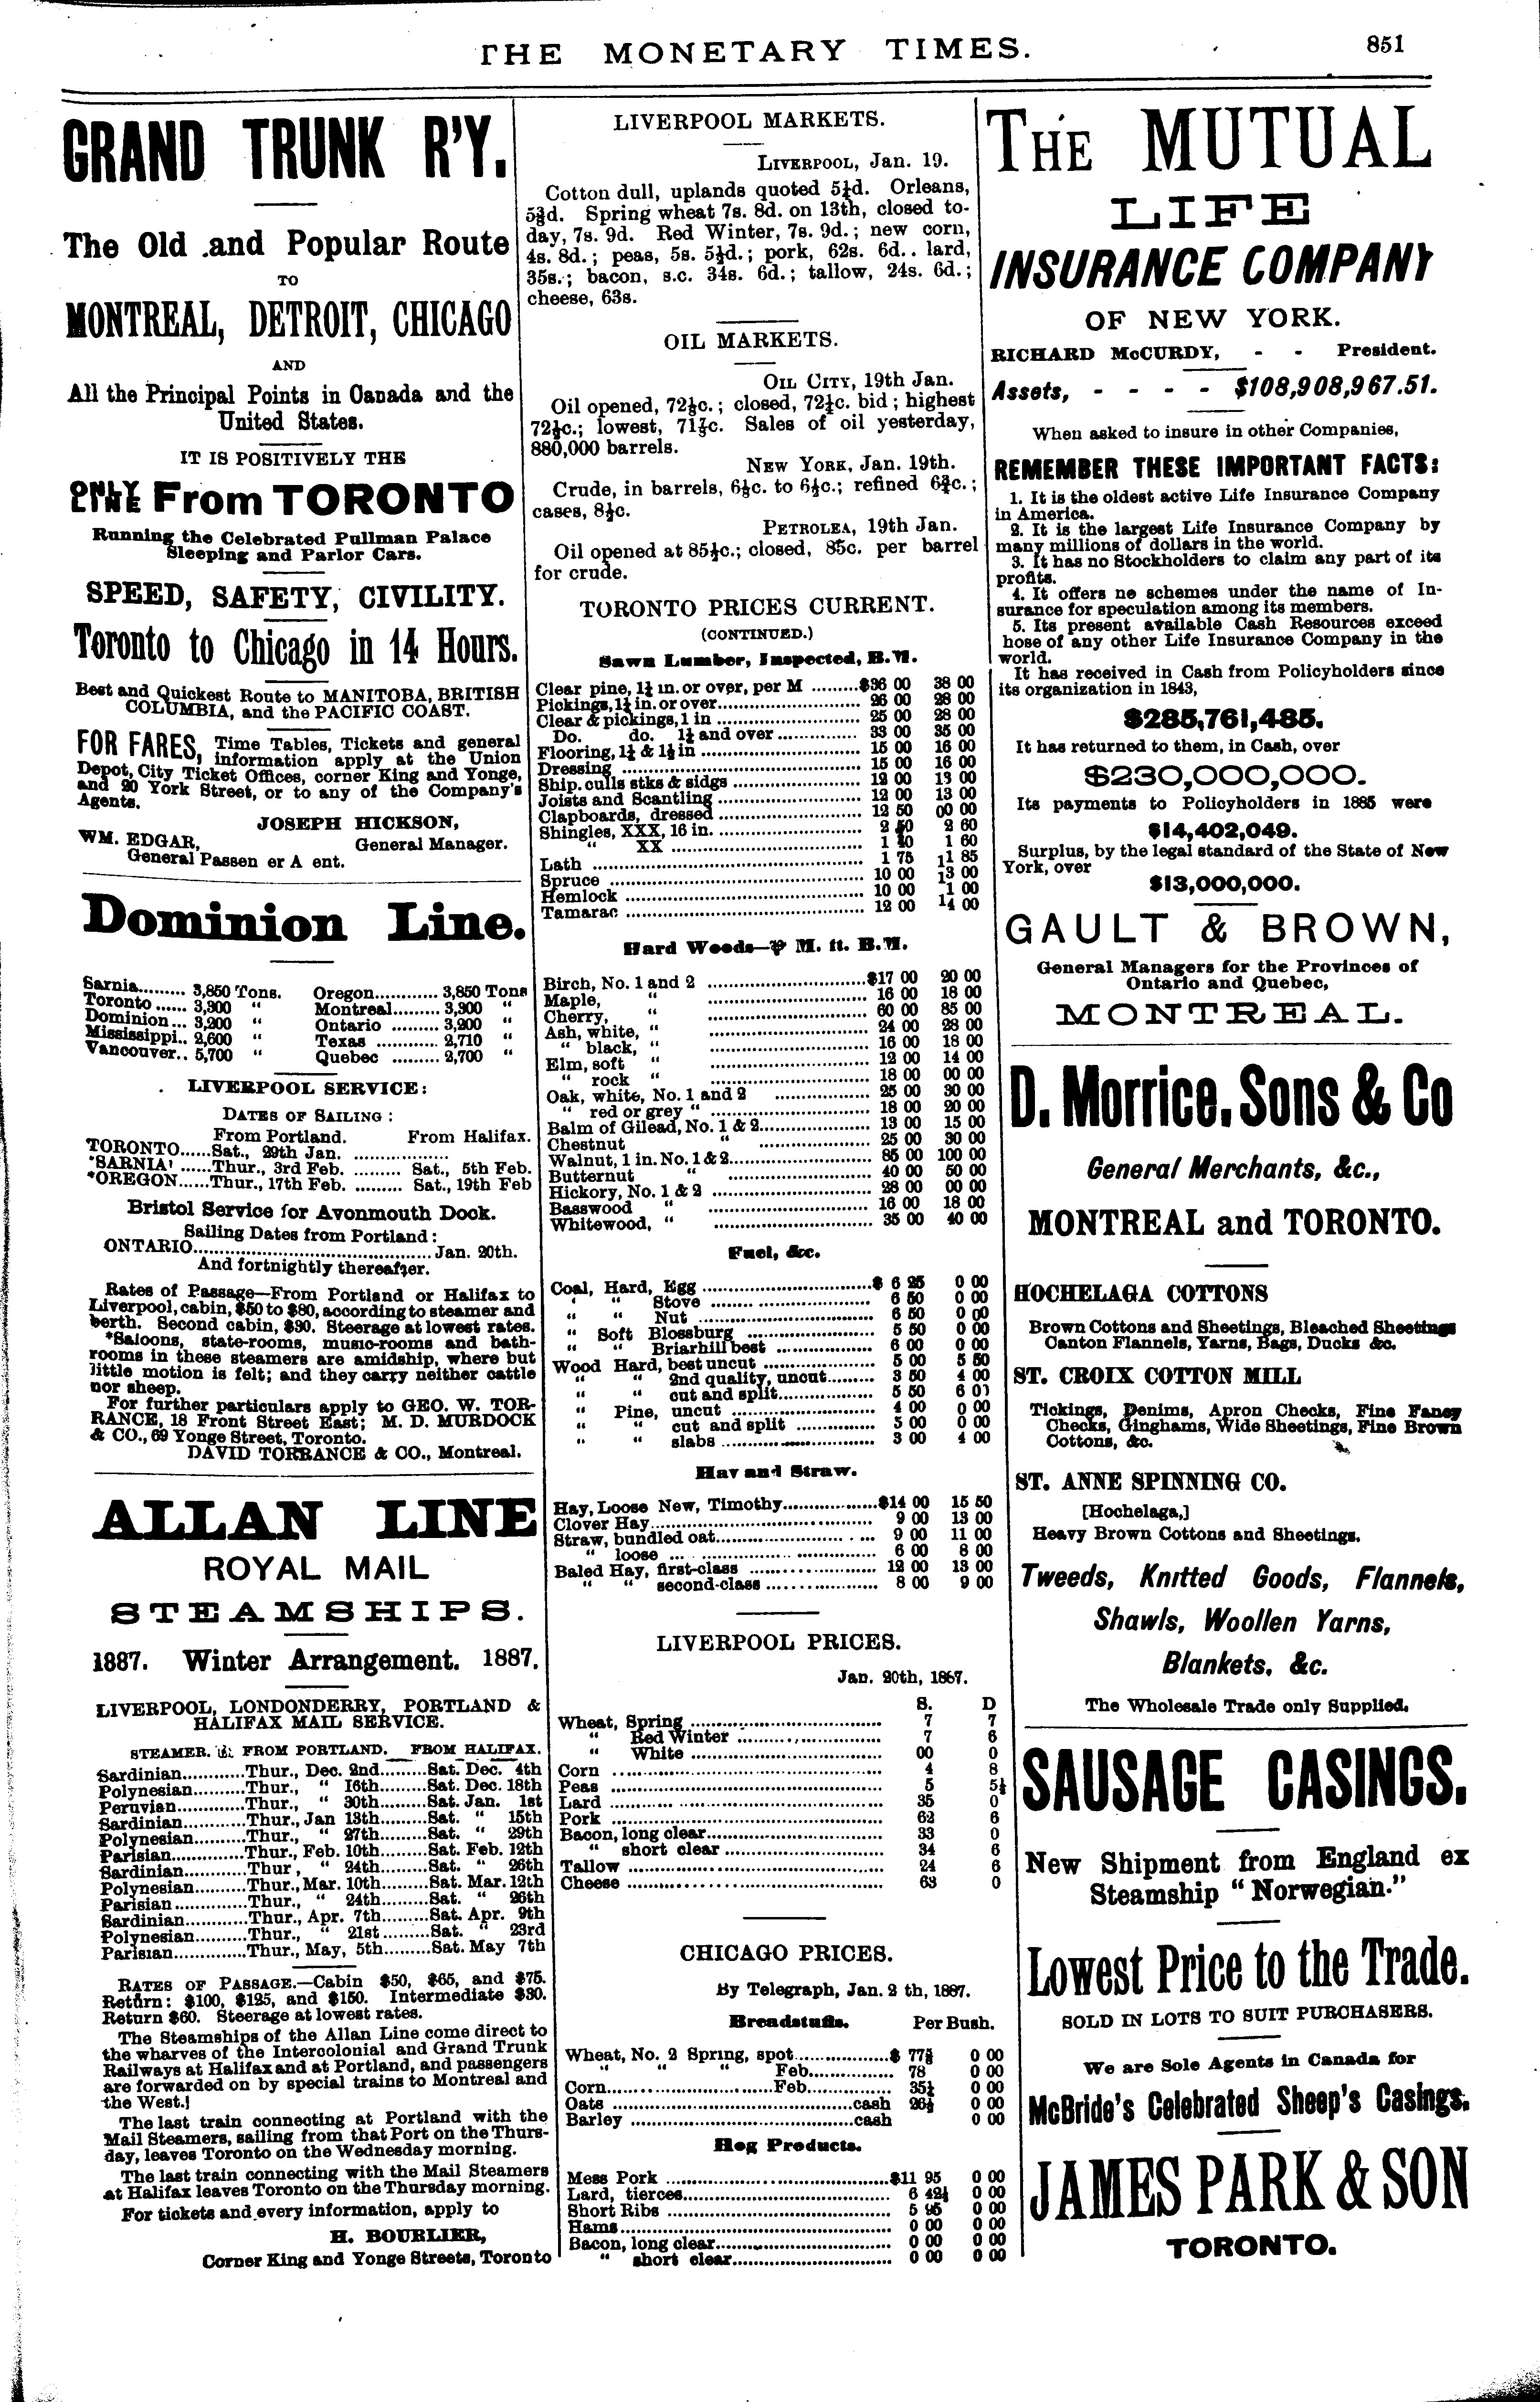 THE MONETARY TIMES.
851
GRAND TRUNK R'Y.
The Old and Popular Route
TO
MONTREAL, DETROIT, CHICAGO
AND
All the Principal Points in Canada and the
United States.
IT IS POSITIVELY THE
ONLY LINE From TORONTO
Running the Celebrated Pullman Palace
Sleeping and Parlor Cars.
SPEED, SAFETY, CIVILITY.
Toronto to Chicago in 14 Hours.
Best and Quickest Route to MANITOBA, BRITISH
COLUMBIA, and the PACIFIC COAST.
FOR FARES, Time Tables, Tickets and general
information apply at the Union
Depot, City Ticket Offices, corner King and Yonge,
and 20 York Street, or to any of the Company's
Agents.
JOSEPH HICKSON,
WM. EDGAR, General Manager.
General Passen er A ent.
Dominion Line.
Sarnia......... 3,850 Tons. Oregon............ 3,850 Tons
Toronto ...... 3,300 " Montreal......... 3,300 "
Dominion ... 3,200 " Ontario ......... 3,200 "
Mississippi.. 2,600 " Texas ............ 2,710 "
Vancouver.. 5,700 " Quebec ......... 2,700 "
LIVERPOOL SERVICE:
DATES OF SAILING :
From Portland. From Halifax.
TORONTO......Sat., 29th Jan. ................
*SARNIA' ......Thur., 3rd Feb. ......... Sat., 5th Feb.
*OREGON......Thur., 17th Feb. ......... Sat., 19th Feb
Bristol Service for Avonmouth Dock.
Sailing Dates from Portland :
ONTARIO............................................. Jan. 20th.
And fortnightly thereafter.
Rates of Passage—From Portland or Halifax to
Liverpool, cabin, $50 to $80, according to steamer and
berth. Second cabin, $30. Steerage at lowest rates.
*Saloons, state-rooms, music-rooms and bath-
rooms in these steamers are amidship, where but
little motion is felt; and they carry neither cattle
nor sheep.
For further particulars apply to GEO. W. TOR-
RANCE, 18 Front Street East; M. D. MURDOCK
& CO., 69 Yonge Street, Toronto.
DAVID TORRANCE & CO., Montreal.
ALLAN LINE
ROYAL MAIL
STEAMSHIPS.
1887. Winter Arrangement. 1887.
LIVERPOOL, LONDONDERRY, PORTLAND &
HALIFAX MAIL SERVICE.
STEAMER. FROM PORTLAND. FROM HALIFAX.
Sardinian............Thur., Dec. 2nd.........Sat. Dec. 4th
Polynesian..........Thur., " 16th.........Sat. Dec. 18th
Peruvian.............Thur., " 30th.........Sat. Jan. 1st
Sardinian............Thur., Jan 13th.........Sat. " 15th
Polynesian..........Thur., " 27th.........Sat. " 29th
Parisian..............Thur., Feb. 10th.........Sat. Feb. 12th
Sardinian............Thur , " 24th.........Sat. " 26th
Polynesian..........Thur., Mar. 10th.........Sat. Mar. 12th
Parisian..............Thur., " 24th.........Sat. " 26th
Sardinian............Thur., Apr. 7th.........Sat. Apr. 9th
Polynesian..........Thur., " 21st.........Sat. " 23rd
Parisian..............Thur., May, 5th.........Sat. May 7th
RATES OF PASSAGE.—Cabin $50, $65, and $75.
Return: $100, $125, and $150. Intermediate $30.
Return $60. Steerage at lowest rates.
The Steamships of the Allan Line come direct to
the wharves of the Intercolonial and Grand Trunk
Railways at Halifax and at Portland, and passengers
are forwarded on by special trains to Montreal and
the West.!
The last train connecting at Portland with the
Mail Steamers, sailing from that Port on the Thurs-
day, leaves Toronto on the Wednesday morning.
The last train connecting with the Mail Steamers
at Halifax leaves Toronto on the Thursday morning.
For tickets and every information, apply to
H. BOURLIER,
Corner King and Yonge Streets, Toronto
LIVERPOOL MARKETS.
LIVERPOOL, Jan. 19.
Cotton dull, uplands quoted 5¼d. Orleans,
5⅜d. Spring wheat 7s. 8d. on 13th, closed to-
day, 7s. 9d. Red Winter, 7s. 9d.; new corn,
4s. 8d.; peas, 5s. 5½d.; pork, 62s. 6d.. lard,
35s.; bacon, s.c. 34s. 6d.; tallow, 24s. 6d.;
cheese, 63s.
OIL MARKETS.
OIL CITY, 19th Jan.
Oil opened, closed, bid ; highest
lowest, Sales of oil yesterday,
880,000 barrels.
NEW YORK, Jan. 19th.
Crude, in barrels, to refined
cases,
PETROLEA, 19th Jan.
Oil opened at 85½c.; closed, 85c. per barrel
for crude.
TORONTO PRICES CURRENT.
(CONTINUED.)
Sawn Lumber, Inspected, B.M.
Clear pine, 1¼ in. or over, per M .........$36 00 38 00
Pickings, 1¼ in. or over........................... 26 00 28 00
Clear & pickings, 1 in ........................... 25 00 28 00
Do. do. 1¼ and over .............. 33 00 35 00
Flooring, 1¼ & 1½ in ........................... 15 00 16 00
Dressing ........................... 15 00 16 00
Ship. culls stks & sidgs ........................ 12 00 13 00
Joists and Scantling ........................... 12 00 13 00
Clapboards, dressed ........................... 12 50 00 00
Shingles, XXX, 16 in. ........................... 2 50 2 60
" XX ........................... 1 60
Lath ........................... 1 75 1 85
Spruce ........................... 10 00 13 00
Hemlock ........................... 10 00 11 00
Tamarac ........................... 12 00 14 00
Hard Woods—℔ M. ft. B.M.
Birch, No. 1 and 2 ...........................$17 00 20 00
Maple, " ........................... 16 00 18 00
Cherry, " ........................... 60 00 85 00
Ash, white, " ........................... 24 00 28 00
" black, " ........................... 16 00 18 00
Elm, soft " ........................... 12 00 14 00
" rock " ........................... 18 00 00 00
Oak, white, No. 1 and 2 ................ 25 00 30 00
" red or grey " ........................... 18 00 20 00
Balm of Gilead, No. 1 & 2..................... 13 00 15 00
Chestnut " ..................... 25 00 30 00
Walnut, 1 in. No. 1 & 2........................... 85 00 100 00
Butternut " ........................... 40 00 50 00
Hickory, No. 1 & 2 ........................... 28 00 00 00
Basswood " ........................... 16 00 18 00
Whitewood, " ........................... 35 00 40 00
Fuel, &c.
Coal, Hard, Egg ...........................$ 6 25 0 00
" " Stove ........................... 6 50 0 00
" " Nut ........................... 6 50 0 00
" Soft Blossburg ..................... 5 50 0 00
" " Briarhill best ................ 6 00 0 00
Wood Hard, best uncut .................. 5 00 5 50
" " 2nd quality, uncut......... 3 50 4 00
" " cut and split.................. 5 50 6 00
" Pine, uncut ........................... 4 00 0 00
" " cut and split ............... 5 00 0 00
" " slabs ........................... 3 00 4 00
Hay and Straw.
Hay, Loose New, Timothy..................$14 00 15 50
Clover Hay........................... 9 00 13 00
Straw, bundled oat........................... 9 00 11 00
" loose ........................... 6 00 8 00
Baled Hay, first-class ..................... 12 00 13 00
" " second-class ..................... 8 00 9 00
LIVERPOOL PRICES.
Jan. 20th, 1887.
S. D
Wheat, Spring ........................... 7 7
" Red Winter ........................... 7 6
" White ........................... 00 0
Corn ........................... 4 8
Peas ........................... 5 5½
Lard ........................... 35 0
Pork ........................... 62 6
Bacon, long clear........................... 33 0
" short clear ........................... 34 6
Tallow ........................... 24 6
Cheese ........................... 63 0
CHICAGO PRICES.
By Telegraph, Jan. 2 th, 1887.
Breadstuffs. Per Bush.
Wheat, No. 2 Spring, spot..................$ 0 00
" " " Feb.............. 78 0 00
Corn..............................Feb.............. 0 00
Oats ..........................................cash 0 00
Barley .......................................cash 0 00
Hog Products.
Mess Pork ...........................$11 95 0 00
Lard, tierces........................... 6 42½ 0 00
Short Ribs ........................... 5 95 0 00
Hams........................... 0 00 0 00
Bacon, long clear........................... 0 00 0 00
" short clear........................... 0 00 0 00
THE MUTUAL
LIFE
INSURANCE COMPANY
OF NEW YORK.
RICHARD McCURDY, - - President.
Assets, - - - - $108,908,967.51.
When asked to insure in other Companies,
REMEMBER THESE IMPORTANT FACTS:
1. It is the oldest active Life Insurance Company
in America.
2. It is the largest Life Insurance Company by
many millions of dollars in the world.
3. It has no Stockholders to claim any part of its
profits.
4. It offers no schemes under the name of In-
surance for speculation among its members.
5. Its present available Cash Resources exceed
hose of any other Life Insurance Company in the
world.
It has received in Cash from Policyholders since
its organization in 1843,
$285,761,485.
It has returned to them, in Cash, over
$230,000,000.
Its payments to Policyholders in 1885 were
$14,402,049.
Surplus, by the legal standard of the State of New
York, over
$13,000,000.
GAULT & BROWN,
General Managers for the Provinces of
Ontario and Quebec,
MONTREAL.
D. Morrice, Sons & Co
General Merchants, &c.,
MONTREAL and TORONTO.
HOCHELAGA COTTONS
Brown Cottons and Sheetings, Bleached Sheetings
Canton Flannels, Yarns, Bags, Ducks &c.
ST. CROIX COTTON MILL
Tickings, Denims, Apron Checks, Fine Fancy
Checks, Ginghams, Wide Sheetings, Fine Brown
Cottons, &c.
ST. ANNE SPINNING CO.
[Hochelaga,]
Heavy Brown Cottons and Sheetings.
Tweeds, Knitted Goods, Flannels,
Shawls, Woollen Yarns,
Blankets, &c.
The Wholesale Trade only Supplied.
SAUSAGE CASINGS.
New Shipment from England ex
Steamship "Norwegian."
Lowest Price to the Trade.
SOLD IN LOTS TO SUIT PURCHASERS.
We are Sole Agents in Canada for
McBride's Celebrated Sheep's Casings.
JAMES PARK & SON
TORONTO.